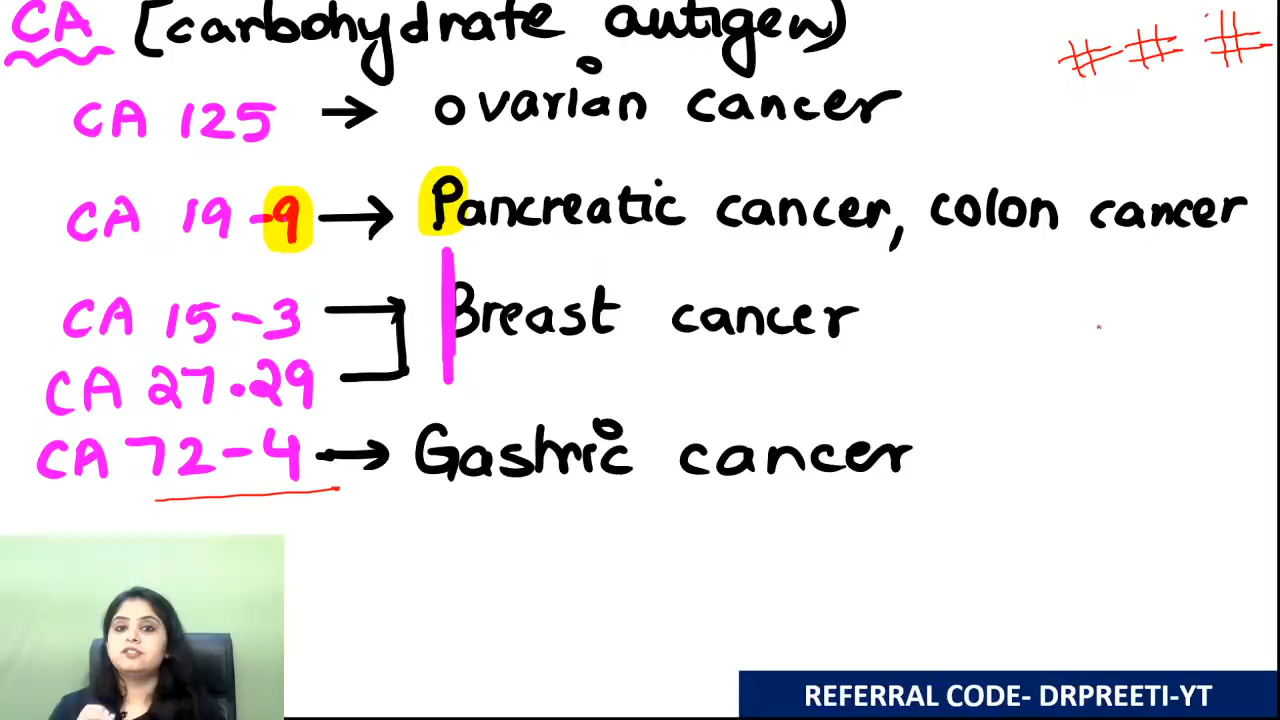 CA [carbohydrate antigen)
# # #
CA 125 → ovarian cancer
CA 19-9 → Pancreatic cancer, colon cancer
CA 15-3 Breast cancer
CA 27.29
CA 72-4 → Gastric cancer
REFERRAL CODE- DRPREETI-YT